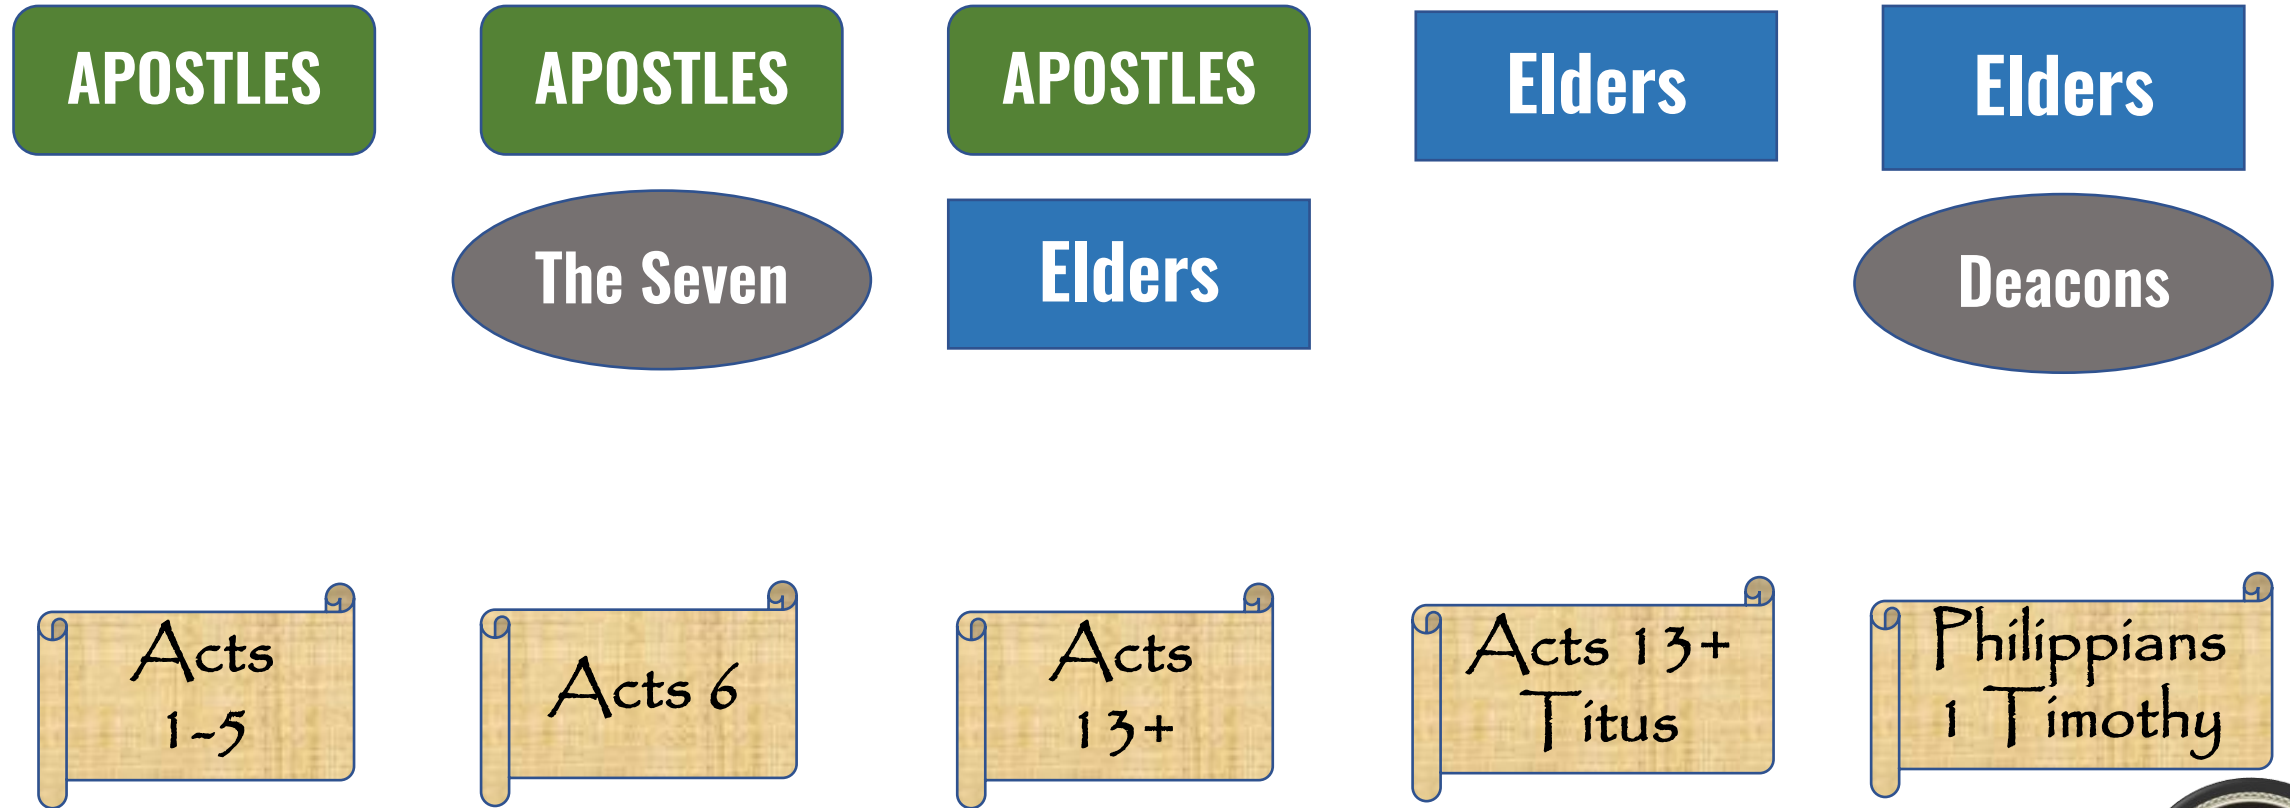 APOSTLES
APOSTLES
APOSTLES
Elders
Elders
The Seven
Elders
Deacons
Acts
1-5
Acts 6
Acts
13+
Acts 13+
Titus
Philippians
1 Timothy